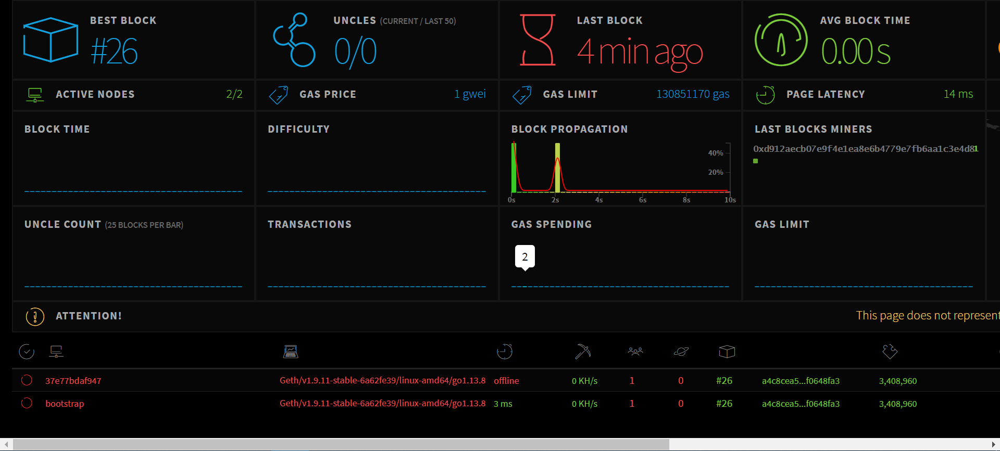 BEST BLOCK
#26
UNCLES (CURRENT / LAST 50)
0/0
LAST BLOCK
4 min ago
AVG BLOCK TIME
0.00 s
ACTIVE NODES 2/2
GAS PRICE 1 gwei
GAS LIMIT 130851170 gas
PAGE LATENCY 14 ms
BLOCK TIME
DIFFICULTY
BLOCK PROPAGATION
40%
20%
0s 2s 4s 6s 8s 10s
LAST BLOCKS MINERS
0xd912aecb07e9f4e1ea8e6b4779e7fb6aa1c3e4d8 1
UNCLE COUNT (25 BLOCKS PER BAR)
TRANSACTIONS
GAS SPENDING
2
GAS LIMIT
ATTENTION!
This page does not represent
37e77bdaf947 Geth/v1.9.11-stable-6a62fe39/linux-amd64/go1.13.8 offline 0 KH/s 1 0 #26 a4c8cea5...f0648fa3 3,408,960
bootstrap Geth/v1.9.11-stable-6a62fe39/linux-amd64/go1.13.8 3 ms 0 KH/s 1 0 #26 a4c8cea5...f0648fa3 3,408,960